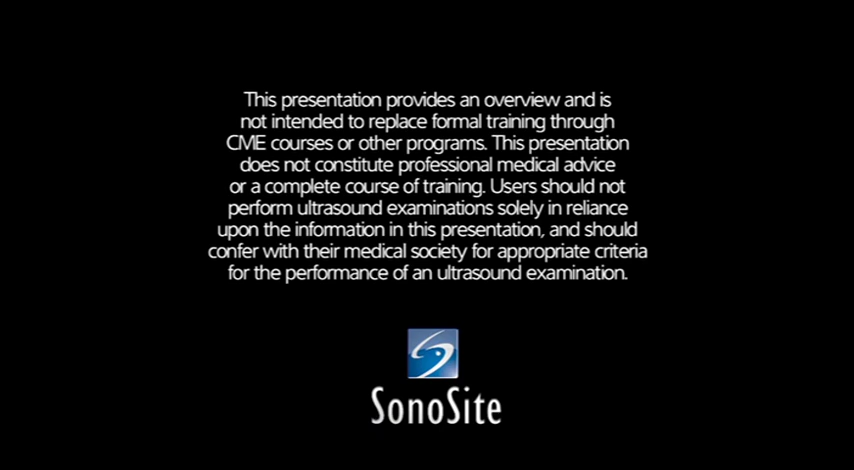 This presentation provides an overview and is
not intended to replace formal training through
CME courses or other programs. This presentation
does not constitute professional medical advice
or a complete course of training. Users should not
perform ultrasound examinations solely in reliance
upon the information in this presentation, and should
confer with their medical society for appropriate criteria
for the performance of an ultrasound examination.
SonoSite